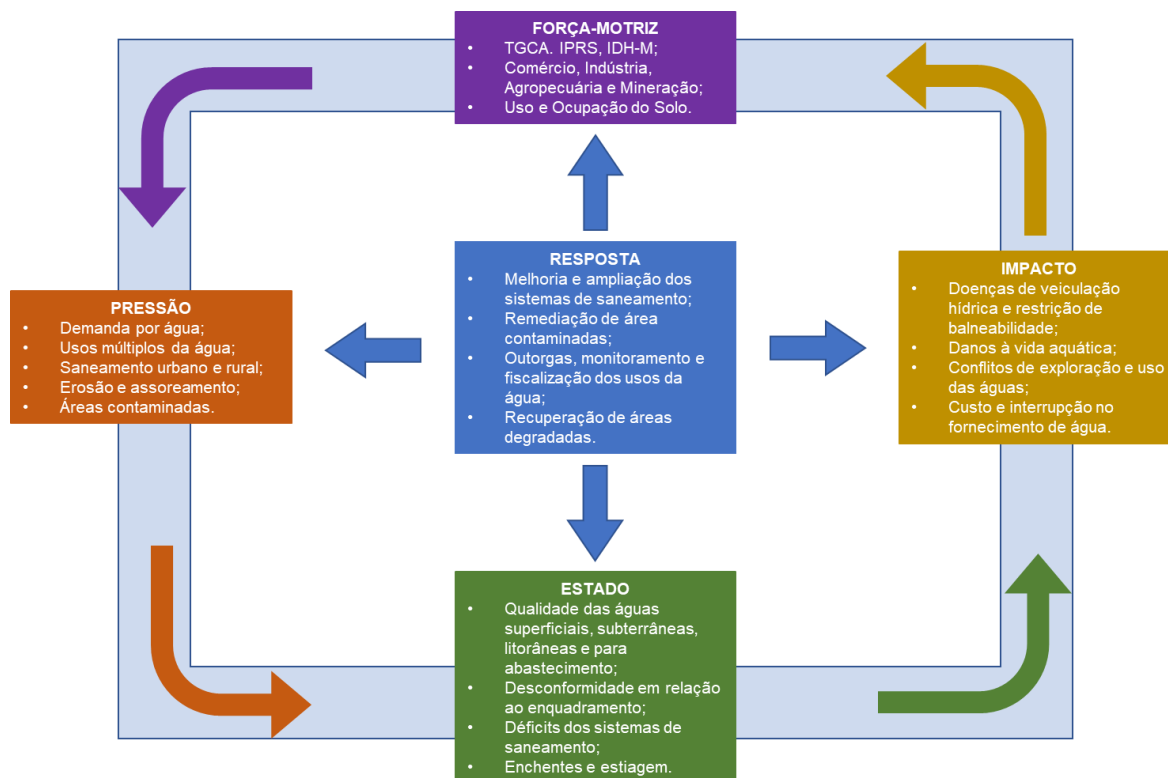 FORÇA-MOTRIZ
• TGCA. IPRS, IDH-M;
• Comércio, Indústria,
Agropecuária e Mineração;
• Uso e Ocupação do Solo.
PRESSÃO
• Demanda por água;
• Usos múltiplos da água;
• Saneamento urbano e rural;
• Erosão e assoreamento;
• Áreas contaminadas.
RESPOSTA
• Melhoria e ampliação dos
sistemas de saneamento;
• Remediação de área
contaminadas;
• Outorgas, monitoramento e
fiscalização dos usos da
água;
• Recuperação de áreas
degradadas.
IMPACTO
• Doenças de veiculação
hídrica e restrição de
balneabilidade;
• Danos à vida aquática;
• Conflitos de exploração e uso
das águas;
• Custo e interrupção no
fornecimento de água.
ESTADO
• Qualidade das águas
superficiais, subterrâneas,
litorâneas e para
abastecimento;
• Desconformidade em relação
ao enquadramento;
• Déficits dos sistemas de
saneamento;
• Enchentes e estiagem.